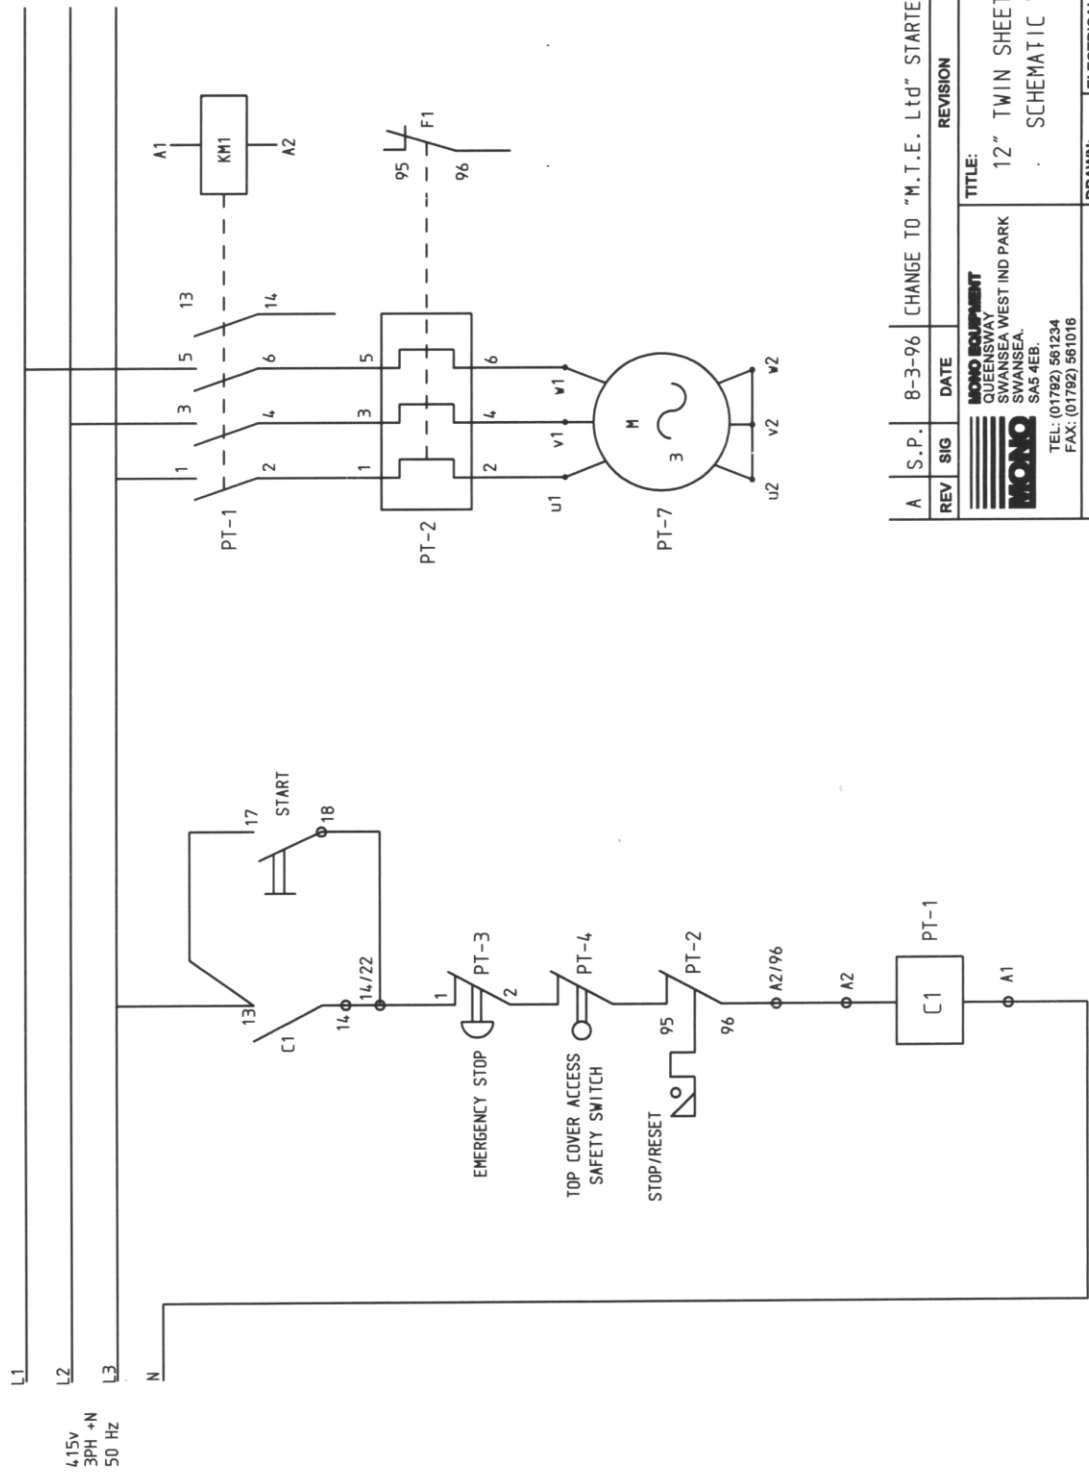 L1
L2
L3
N
415v
3PH +N
50 Hz
13
C1
14
14/22
17
START
18
1
PT-3
2
EMERGENCY STOP
PT-4
TOP COVER ACCESS
SAFETY SWITCH
95
PT-2
96
STOP/RESET
A2/96
A2
C1
PT-1
A1
1
3
5
13
PT-1
2
4
6
14
A1
KM1
A2
1
3
5
PT-2
2
4
6
95
F1
96
u1
v1
w1
M
3
PT-7
u2
v2
w2
A S.P. 8-3-96 CHANGE TO "M.T.E. Ltd" STARTE
REV SIG DATE REVISION
MONO
MONO EQUIPMENT
QUEENSWAY
SWANSEA WEST IND PARK
SWANSEA.
SA5 4EB.
TEL: (01792) 561234
FAX: (01792) 561016
TITLE:
12" TWIN SHEET
SCHEMATIC